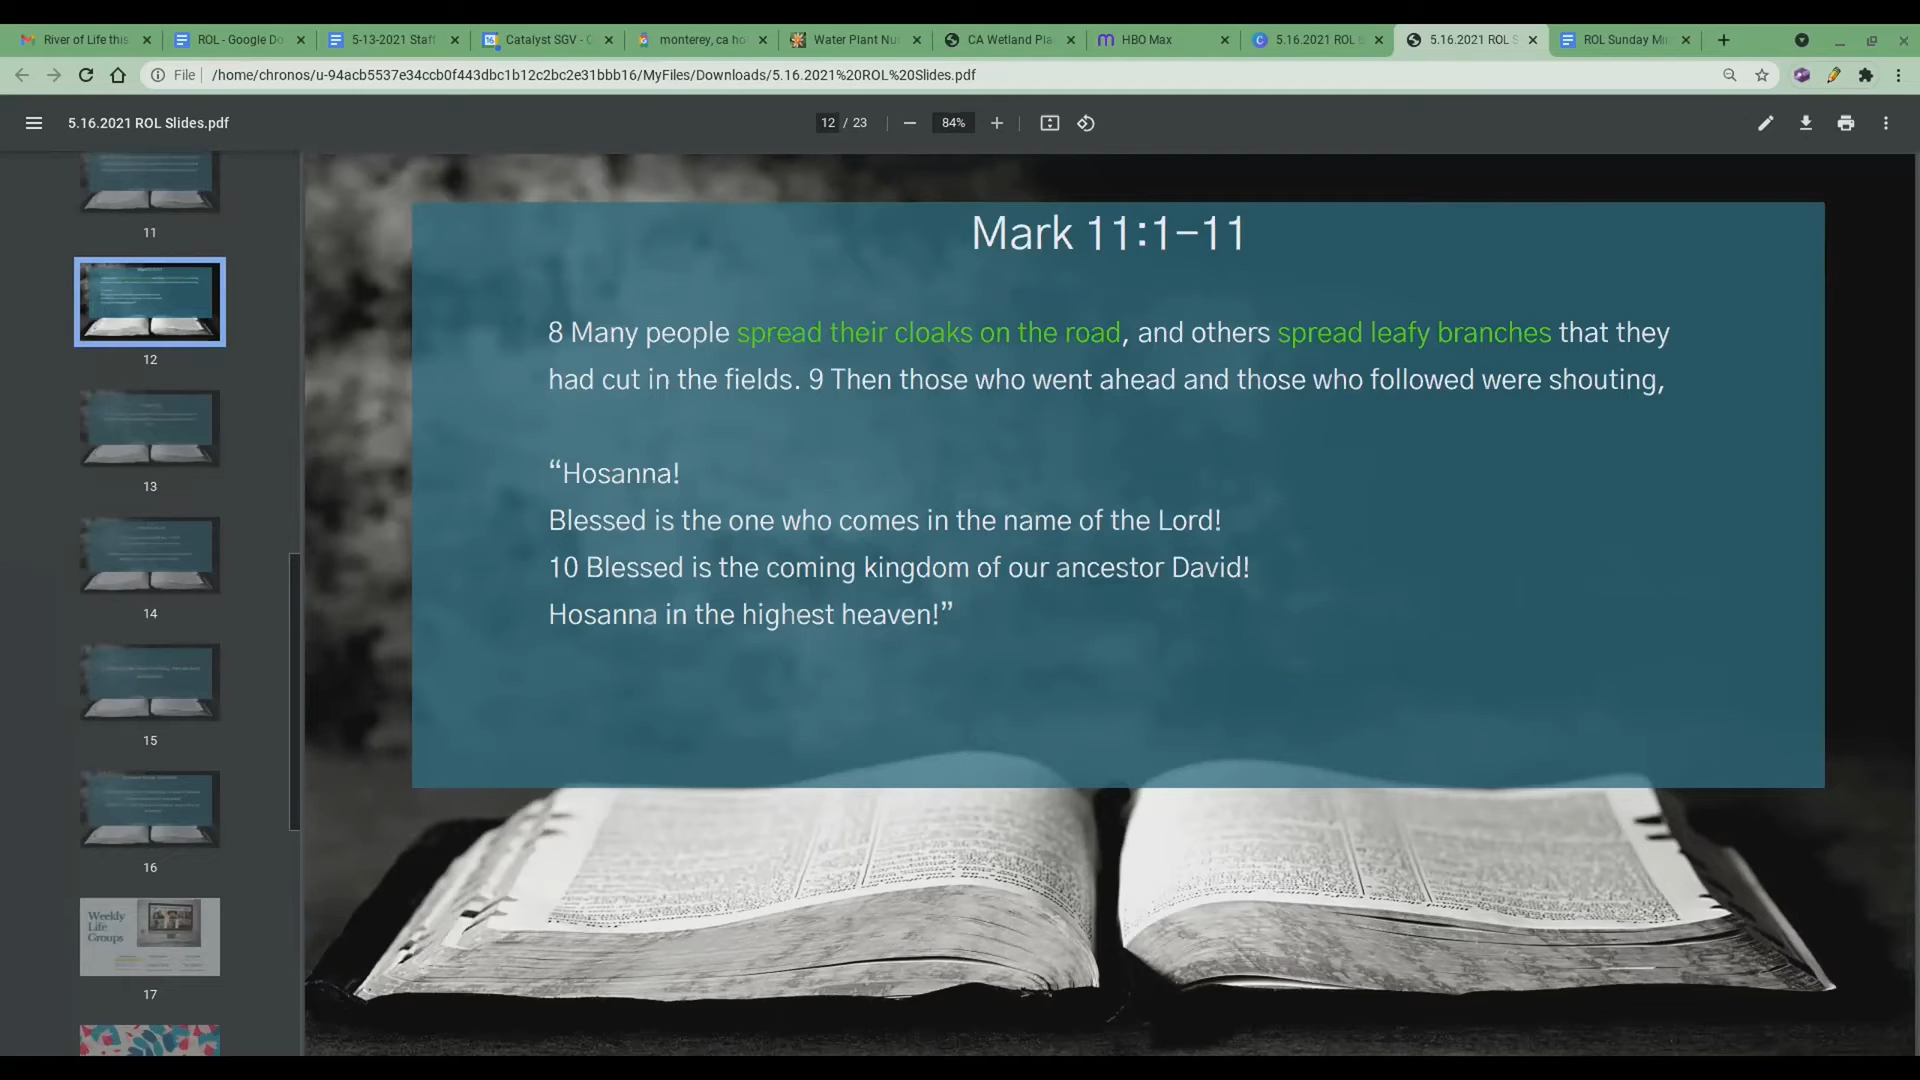 River of Life this
ROL - Google Do
5-13-2021 Staff
Catalyst SGV - C
monterey, ca ho
Water Plant Nu
CA Wetland Pla
HBO Max
5.16.2021 ROL
5.16.2021 ROL S
ROL Sunday Mi
File
/home/chronos/u-94acb5537e34ccb0f443dbc1b12c2bc2e31bbb16/MyFiles/Downloads/5.16.2021%20ROL%20Slides.pdf
5.16.2021 ROL Slides.pdf
12 / 23
84%
11
12
13
14
15
16
Weekly
Life
Groups
17
Mark 11:1-11
8 Many people spread their cloaks on the road, and others spread leafy branches that they
had cut in the fields. 9 Then those who went ahead and those who followed were shouting,
“Hosanna!
Blessed is the one who comes in the name of the Lord!
10 Blessed is the coming kingdom of our ancestor David!
Hosanna in the highest heaven!”